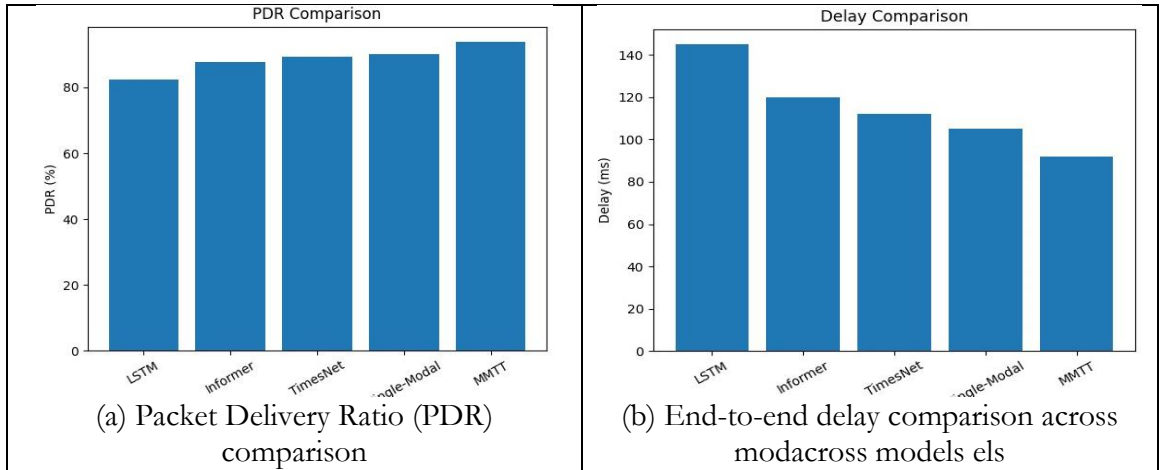 PDR Comparison
PDR (%)
80
60
40
20
0
LSTM
Informer
TimesNet
ingle-Modal
MMTT
(a) Packet Delivery Ratio (PDR)
comparison
Delay Comparison
Delay (ms)
140
120
100
80
60
40
20
0
LSTM
Informer
TimesNet
ingle-Modal
MMTT
(b) End-to-end delay comparison across
modacross models els